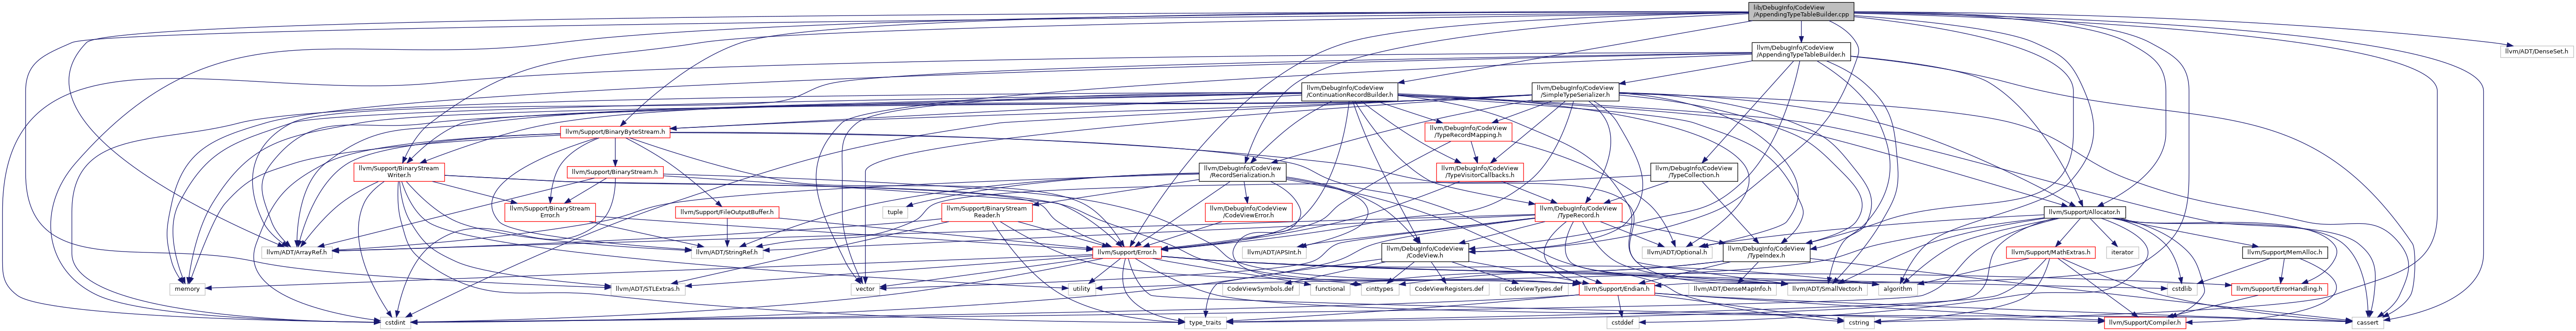 lib/DebugInfo/CodeView
/AppendingTypeTableBuilder.cpp
llvm/DebugInfo/CodeView
/AppendingTypeTableBuilder.h
llvm/ADT/DenseSet.h
llvm/DebugInfo/CodeView
/ContinuationRecordBuilder.h
llvm/DebugInfo/CodeView
/SimpleTypeSerializer.h
llvm/Support/BinaryByteStream.h
llvm/DebugInfo/CodeView
/TypeRecordMapping.h
llvm/Support/BinaryStream
Writer.h
llvm/Support/BinaryStream.h
llvm/DebugInfo/CodeView
/RecordSerialization.h
llvm/DebugInfo/CodeView
/TypeVisitorCallbacks.h
llvm/DebugInfo/CodeView
/TypeCollection.h
llvm/Support/BinaryStream
Error.h
llvm/Support/FileOutputBuffer.h
tuple
llvm/Support/BinaryStream
Reader.h
llvm/DebugInfo/CodeView
/CodeViewError.h
llvm/DebugInfo/CodeView
/TypeRecord.h
llvm/Support/Allocator.h
llvm/ADT/ArrayRef.h
llvm/ADT/StringRef.h
llvm/Support/Error.h
llvm/ADT/APSInt.h
llvm/DebugInfo/CodeView
/CodeView.h
llvm/ADT/Optional.h
llvm/DebugInfo/CodeView
/TypeIndex.h
llvm/Support/MathExtras.h
iterator
llvm/Support/MemAlloc.h
memory
llvm/ADT/STLExtras.h
utility
vector
CodeViewSymbols.def
functional
cinttypes
CodeViewRegisters.def
CodeViewTypes.def
llvm/Support/Endian.h
llvm/ADT/DenseMapInfo.h
llvm/ADT/SmallVector.h
algorithm
cstdlib
llvm/Support/ErrorHandling.h
cstdint
type_traits
cstddef
cstring
llvm/Support/Compiler.h
cassert